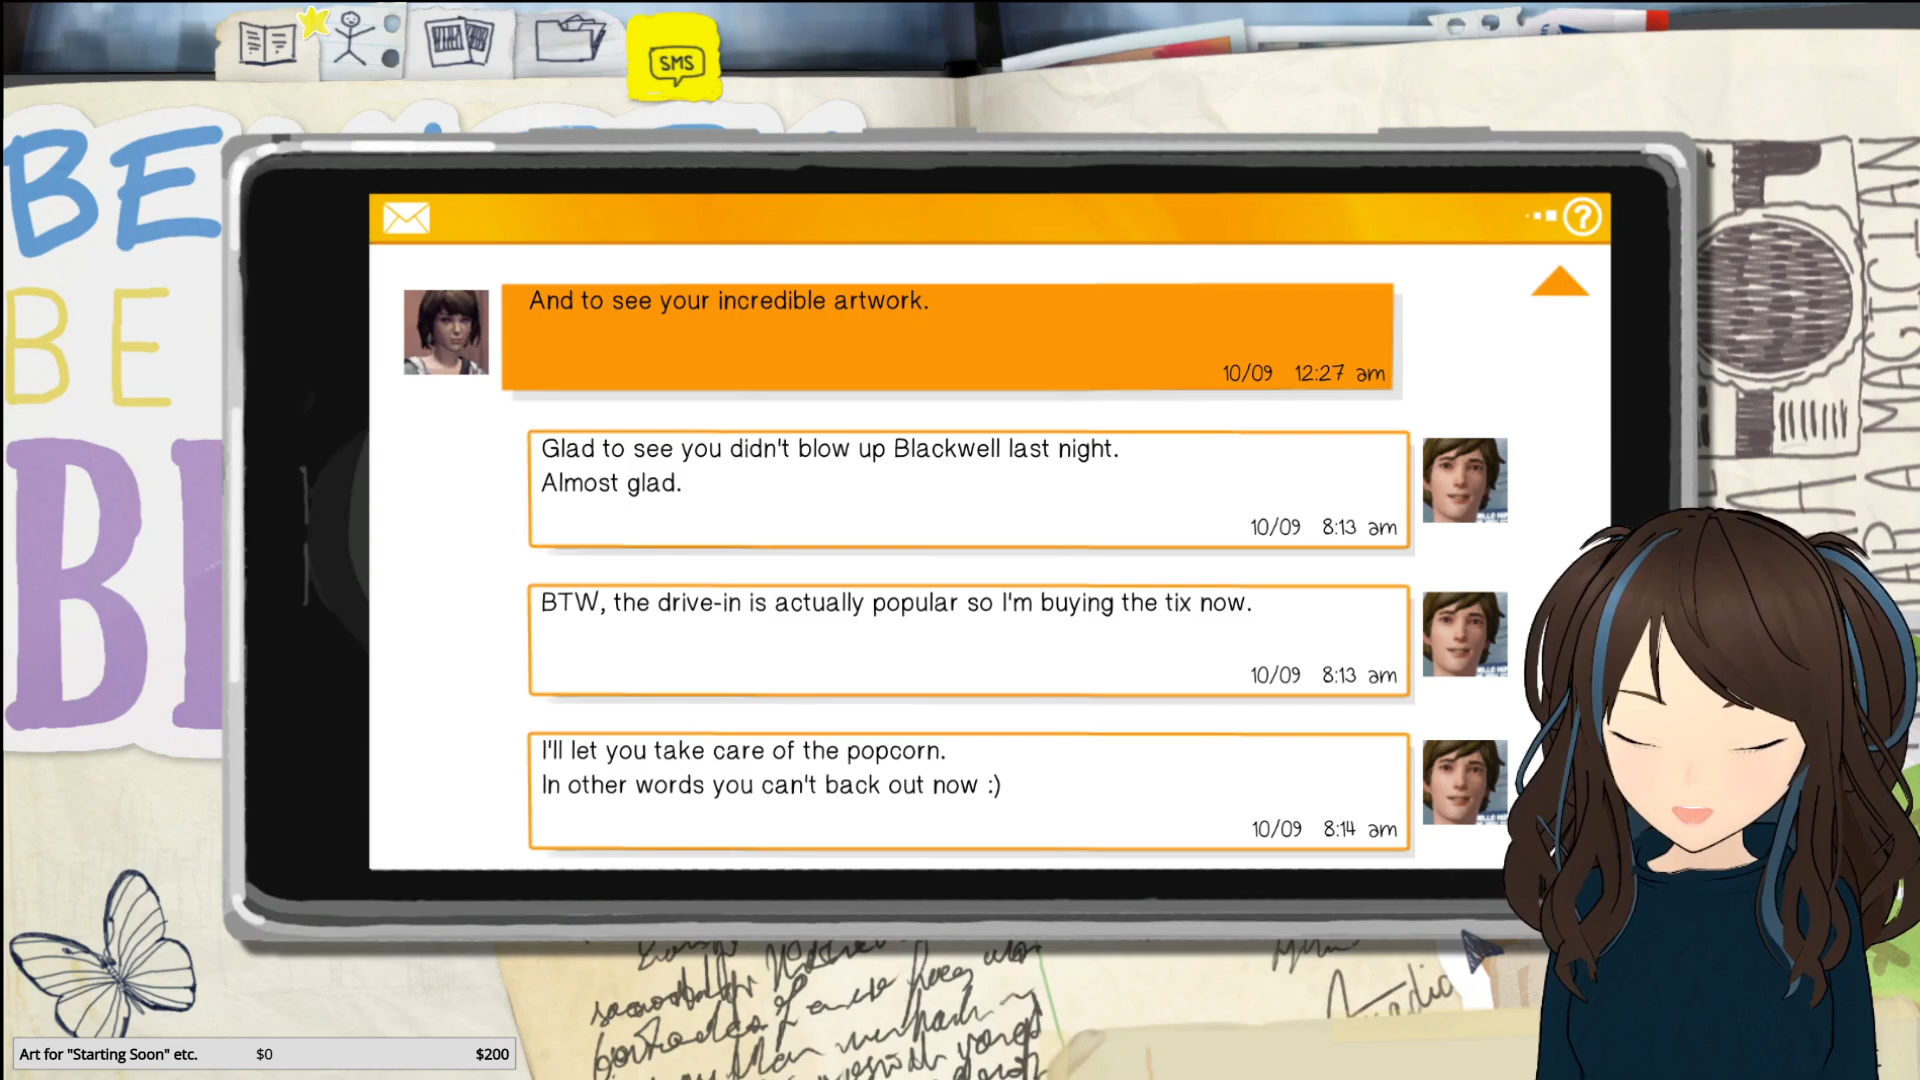 SMS
BE
BE
?
And to see your incredible artwork.
10/09 12:27 am
Glad to see you didn't blow up Blackwell last night.
Almost glad.
10/09 8:13 am
BTW, the drive-in is actually popular so I'm buying the tix now.
10/09 8:13 am
I'll let you take care of the popcorn.
In other words you can't back out now :)
10/09 8:14 am
MAGICIAN
Art for "Starting Soon" etc. $0 $200